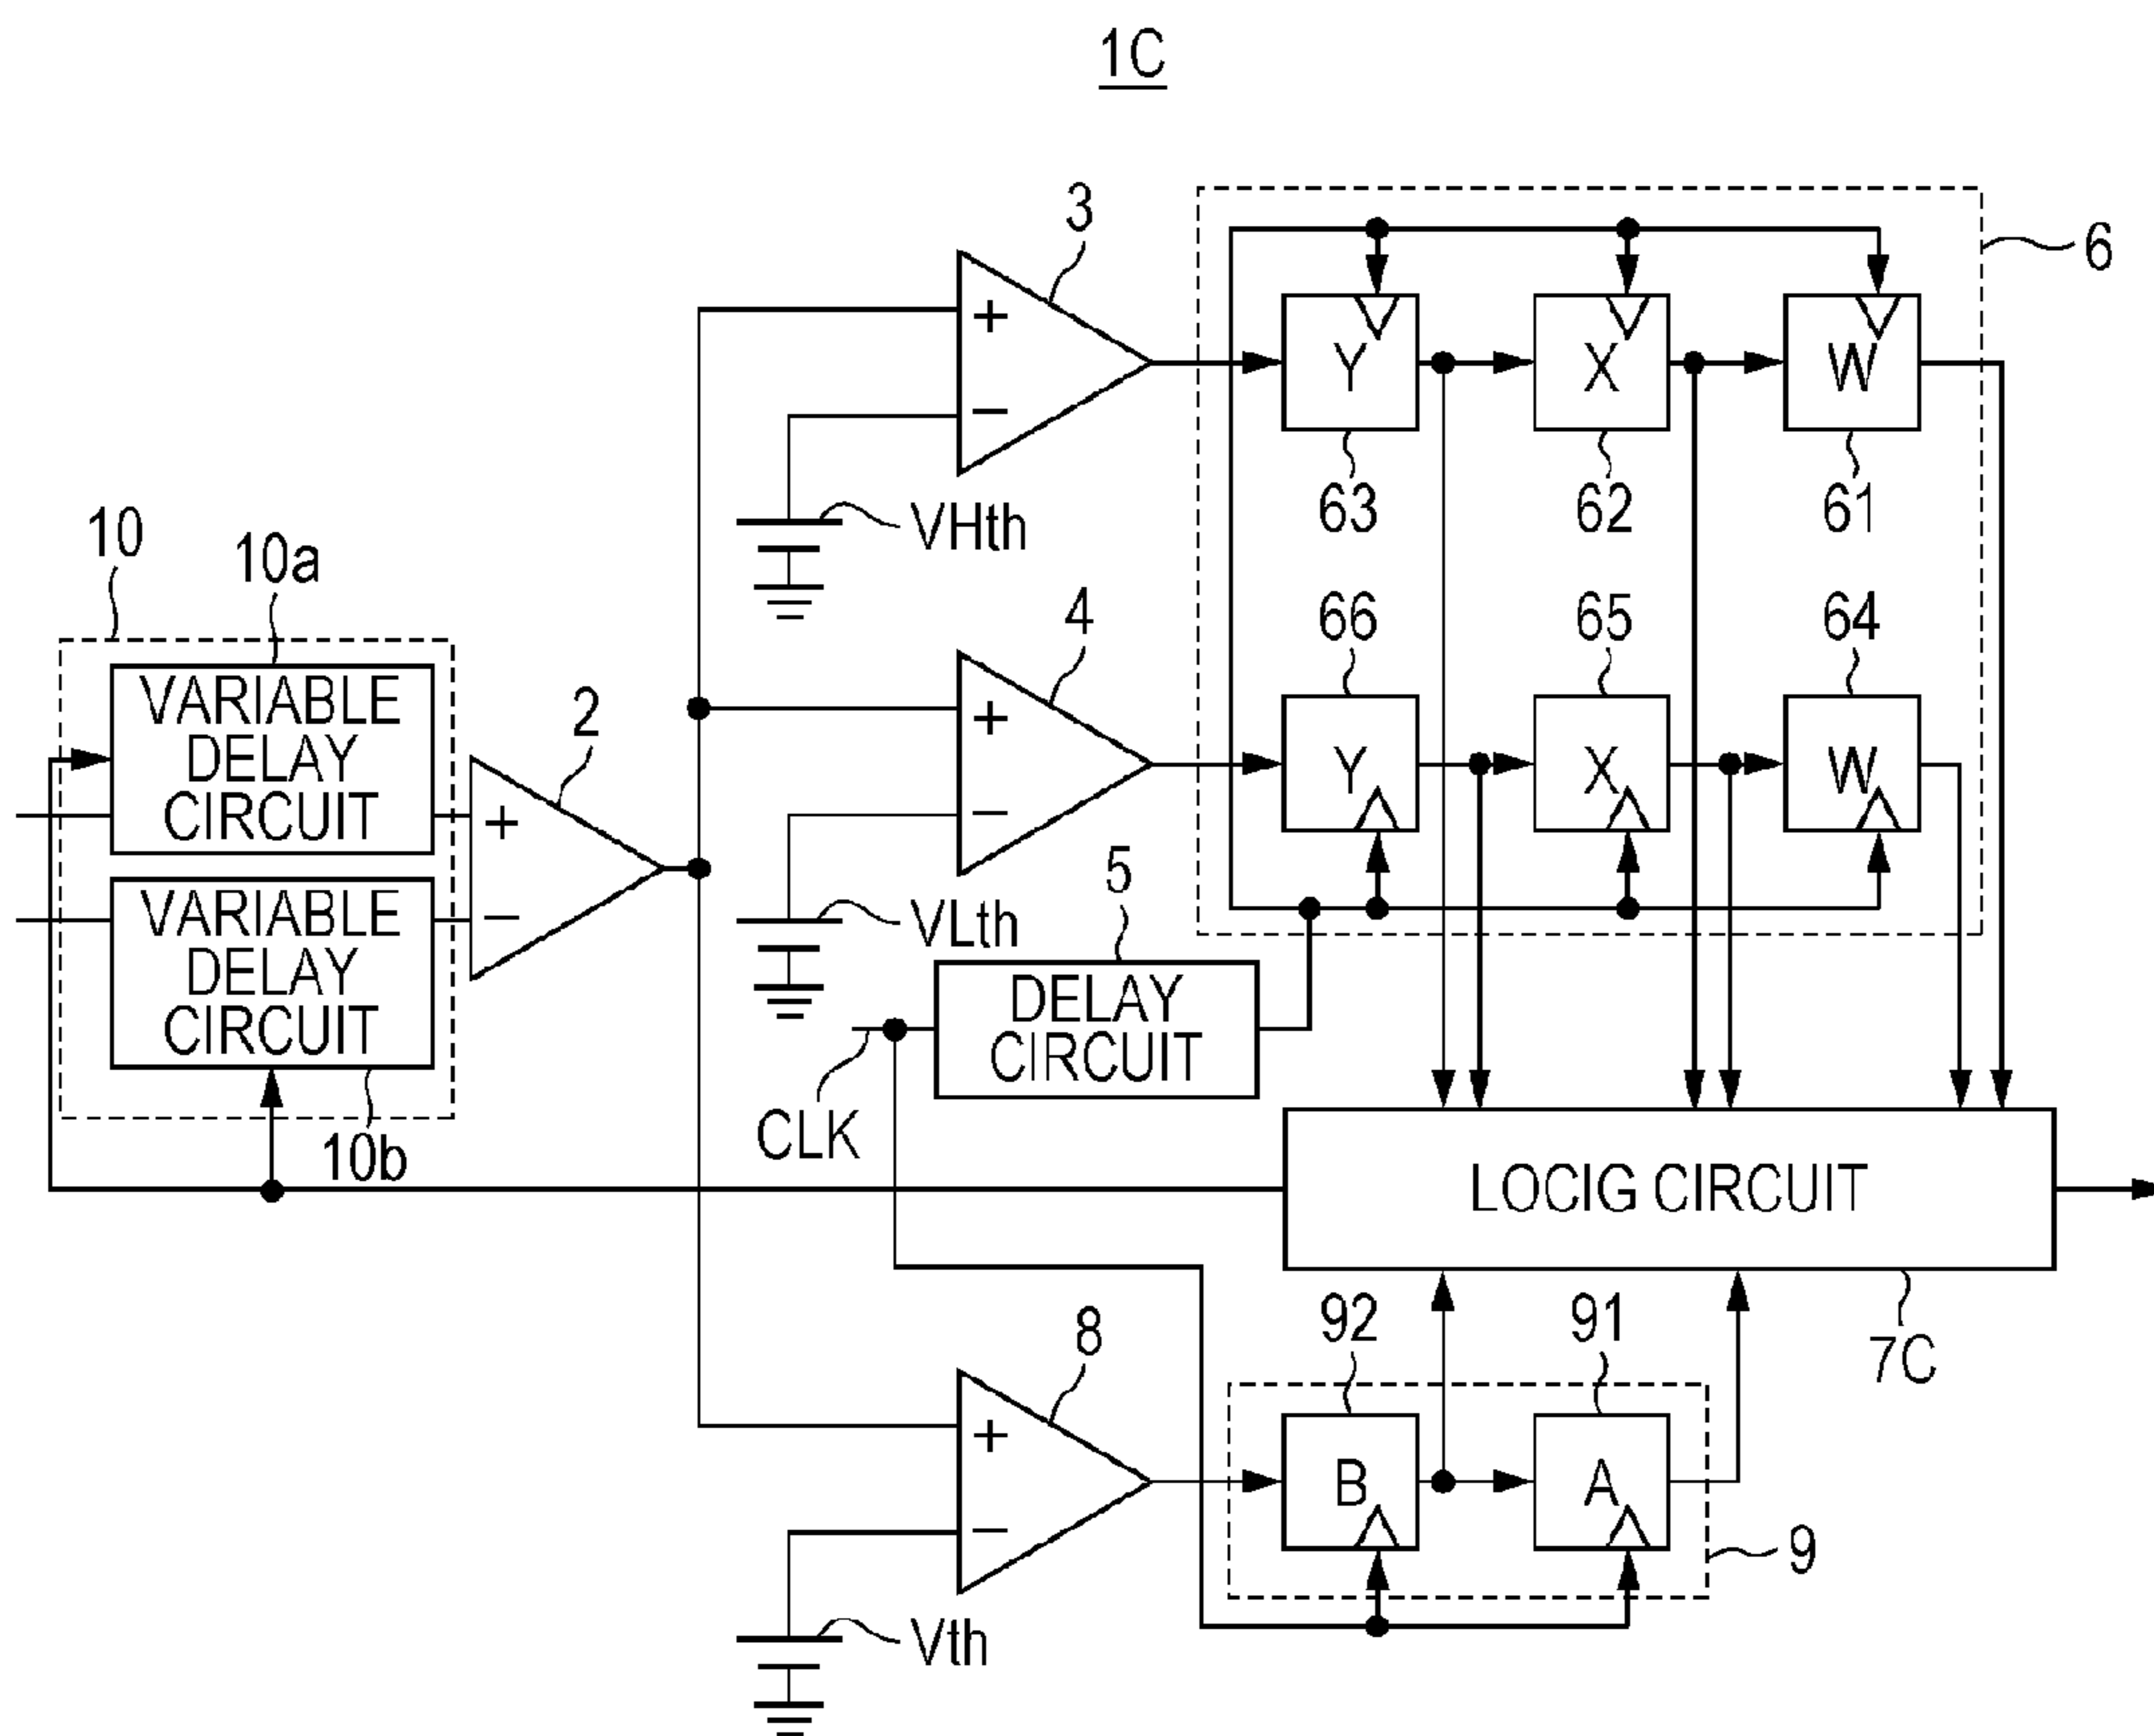 1C
3
6
+
Y
X
W
−
63
62
61
VHth
10
10a
4
66
65
64
VARIABLE
DELAY
CIRCUIT
2
+
Y
X
W
+
−
VLth
5
VARIABLE
DELAY
CIRCUIT
−
DELAY
CIRCUIT
CLK
10b
LOCIG CIRCUIT
8
92
91
7C
+
B
A
−
9
Vth